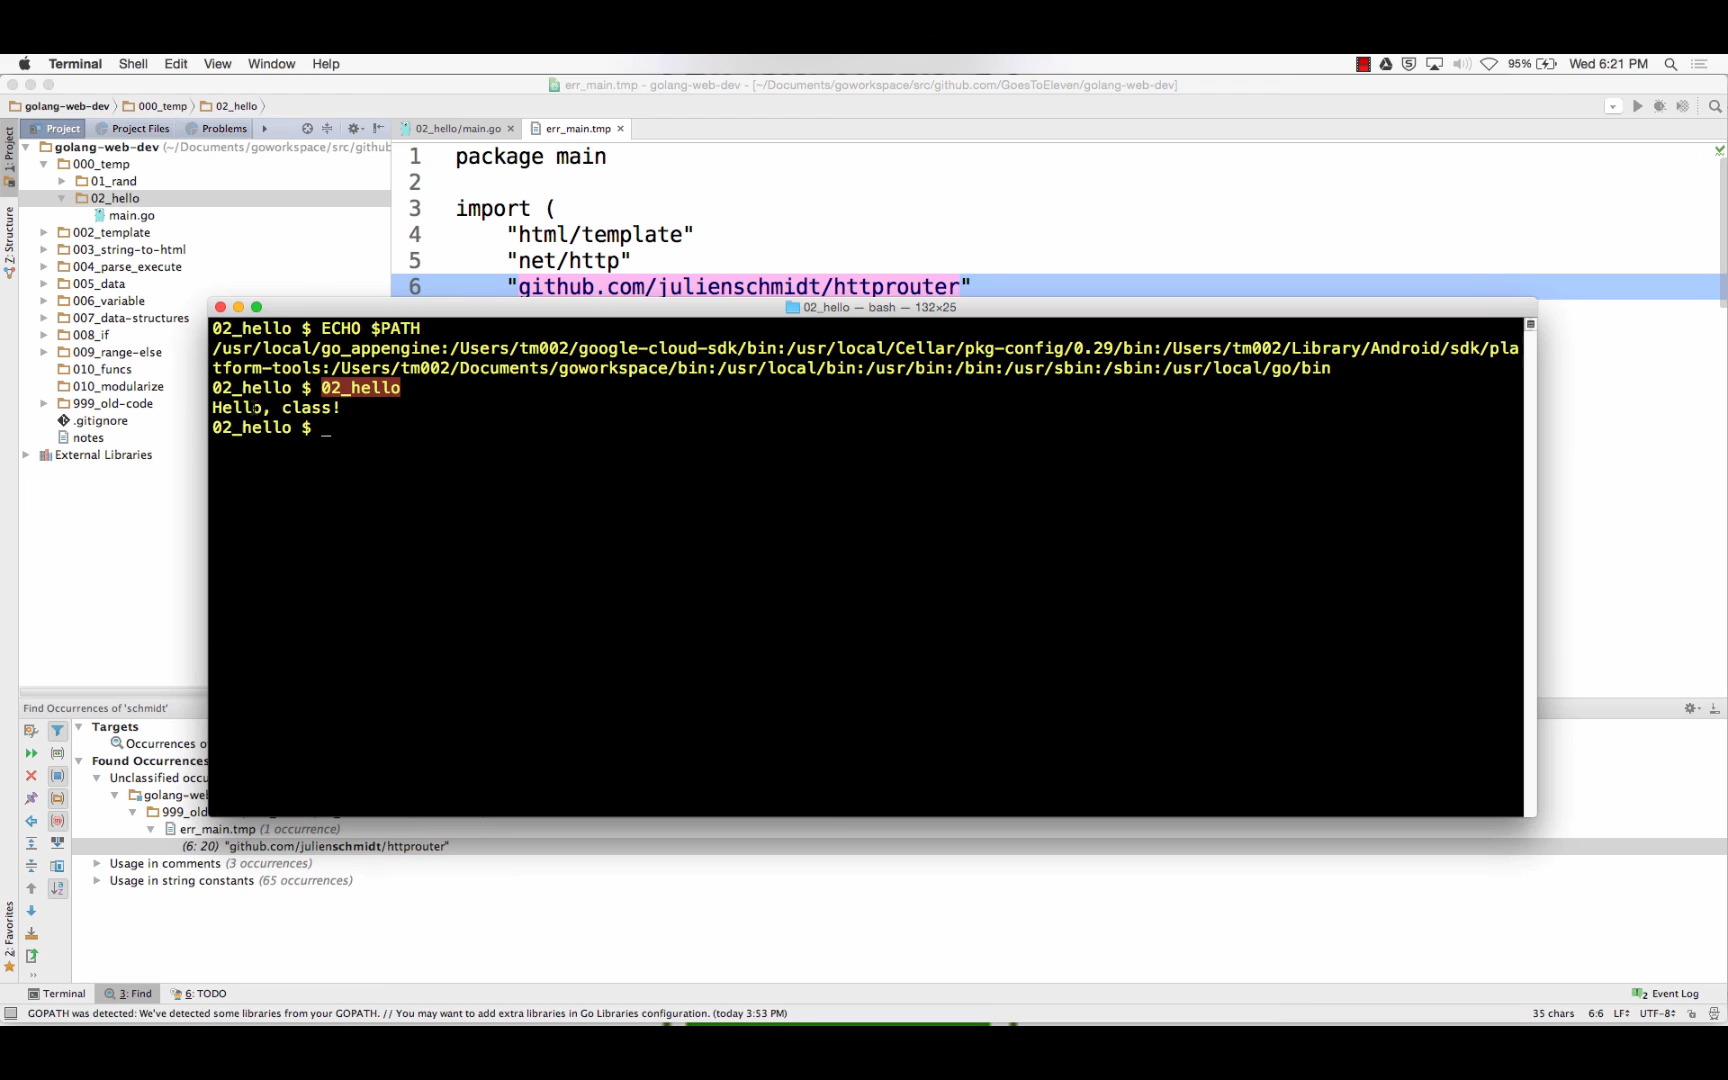 Terminal Shell Edit View Window Help 95% Wed 6:21 PM
err_main.tmp - golang-web-dev - [~/Documents/goworkspace/src/github.com/GoesToEleven/golang-web-dev]
golang-web-dev 000_temp 02_hello
Project Project Files Problems 02_hello/main.go err_main.tmp
1: Project
Z: Structure
2: Favorites
golang-web-dev (~/Documents/goworkspace/src/github
000_temp
01_rand
02_hello
main.go
002_template
003_string-to-html
004_parse_execute
005_data
006_variable
007_data-structures
008_if
009_range-else
010_funcs
010_modularize
999_old-code
.gitignore
notes
External Libraries
1 package main
2
3 import (
4 "html/template"
5 "net/http"
6 "github.com/julienschmidt/httprouter"
02_hello — bash — 132×25
02_hello $ ECHO $PATH
/usr/local/go_appengine:/Users/tm002/google-cloud-sdk/bin:/usr/local/Cellar/pkg-config/0.29/bin:/Users/tm002/Library/Android/sdk/pla
tform-tools:/Users/tm002/Documents/goworkspace/bin:/usr/local/bin:/usr/bin:/bin:/usr/sbin:/sbin:/usr/local/go/bin
02_hello $ 02_hello
Hello, class!
02_hello $ _
Find Occurrences of 'schmidt'
Targets
Occurrences o
Found Occurrences
Unclassified occu
golang-wel
999_old
err_main.tmp (1 occurrence)
(6: 20) "github.com/julienschmidt/httprouter"
Usage in comments (3 occurrences)
Usage in string constants (65 occurrences)
Terminal 3: Find 6: TODO 2 Event Log
GOPATH was detected: We've detected some libraries from your GOPATH. // You may want to add extra libraries in Go Libraries configuration. (today 3:53 PM) 35 chars 6:6 LF UTF-8